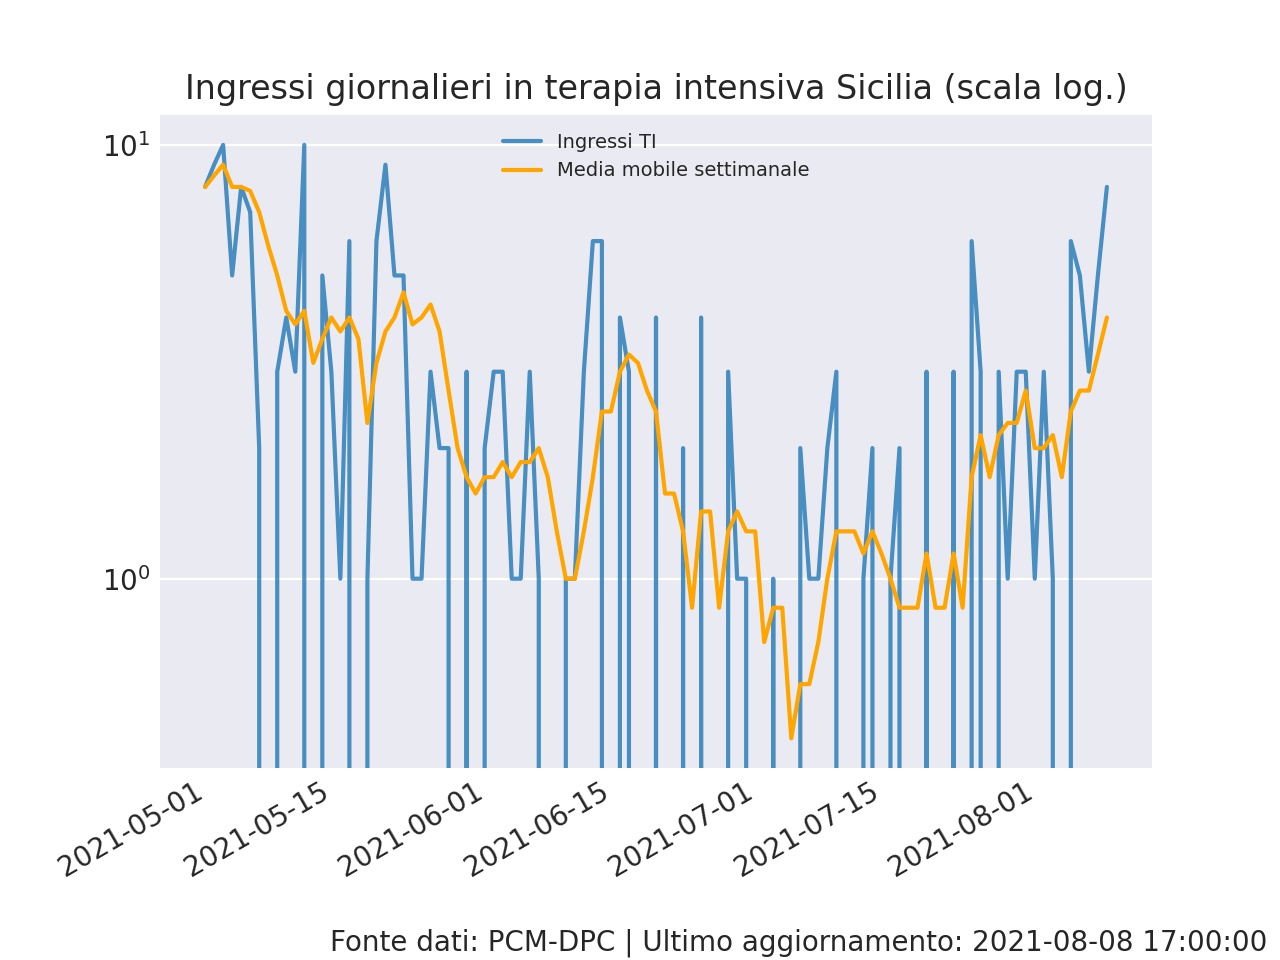 Ingressi giornalieri in terapia intensiva Sicilia (scala log.)
Ingressi TI
Media mobile settimanale
10¹
10⁰
2021-05-01
2021-05-15
2021-06-01
2021-06-15
2021-07-01
2021-07-15
2021-08-01
Fonte dati: PCM-DPC | Ultimo aggiornamento: 2021-08-08 17:00:00